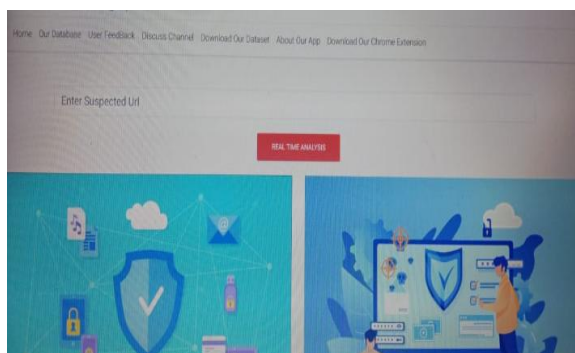 Home Our Database User FeedBack Discuss Channel Download Our Dataset About Our App Download Our Chrome Extension
Enter Suspected Url
REAL TIME ANALYSIS